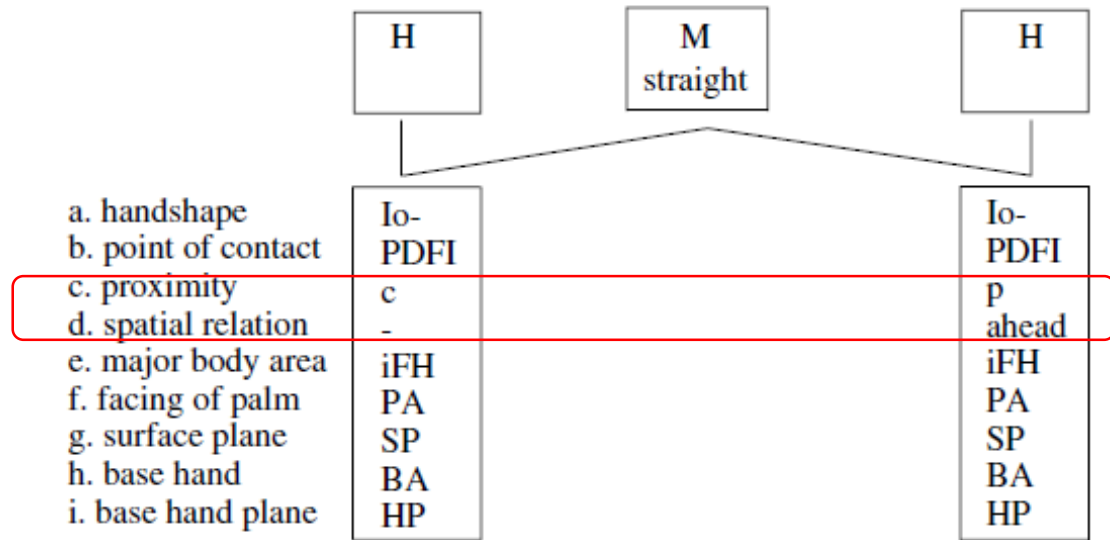 H M H
straight
a. handshape Io- Io-
b. point of contact PDFI PDFI
c. proximity c p
d. spatial relation - ahead
e. major body area iFH iFH
f. facing of palm PA PA
g. surface plane SP SP
h. base hand BA BA
i. base hand plane HP HP